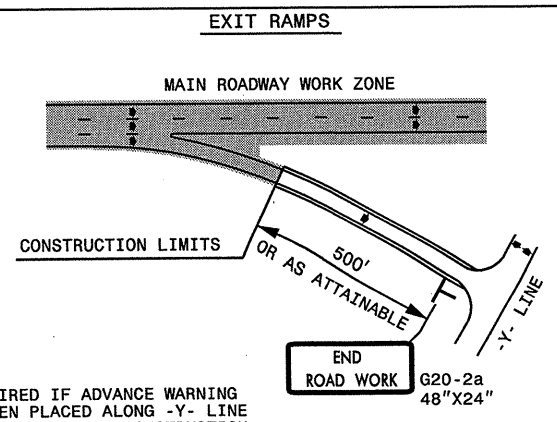 EXIT RAMPS
MAIN ROADWAY WORK ZONE
CONSTRUCTION LIMITS
500'
OR AS ATTAINABLE
-Y- LINE
END
ROAD WORK
G20-2a
48"X24"
IRED IF ADVANCE WARNING
EN PLACED ALONG -Y- LINE